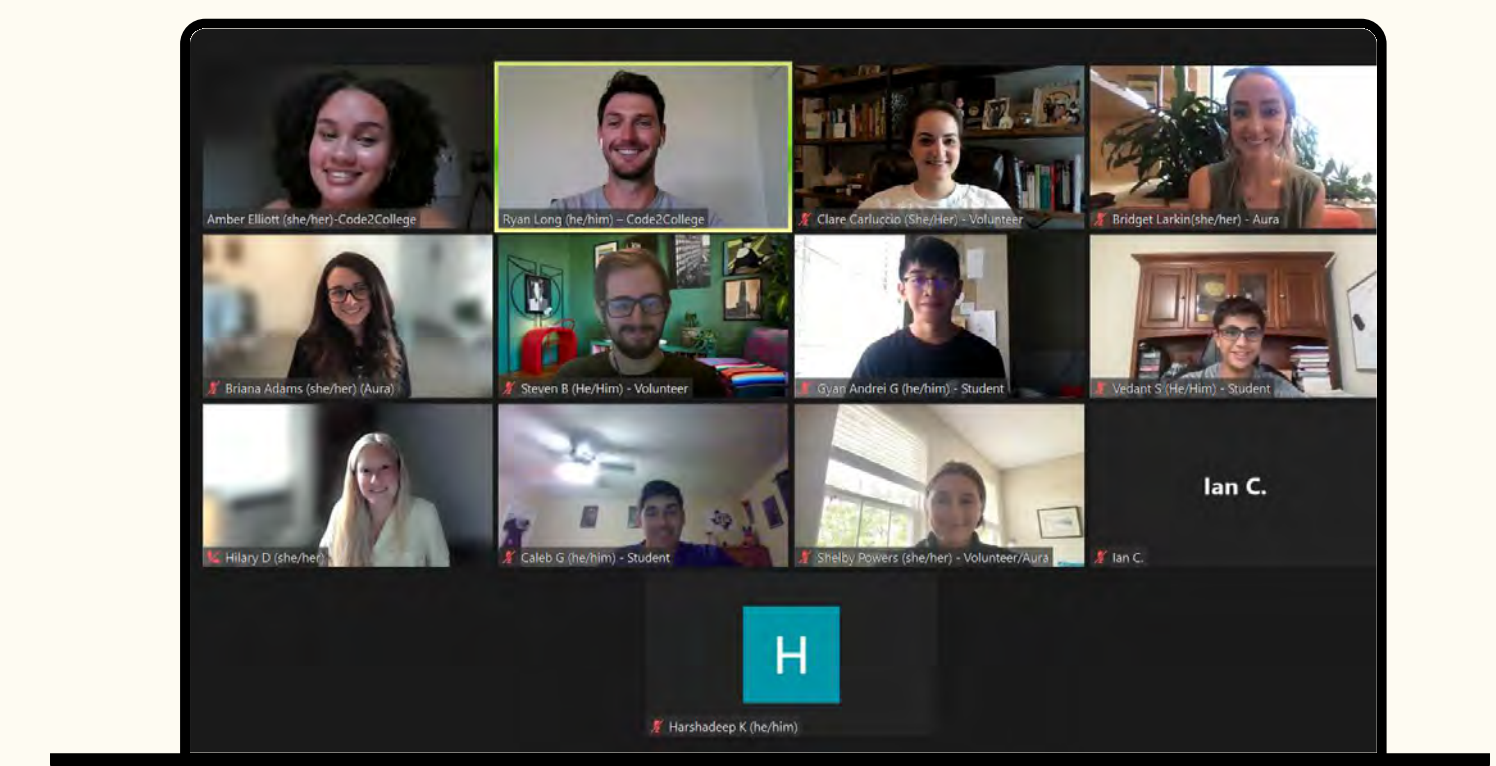 Amber Elliott (she/her)-Code2College
Ryan Long (he/him) – Code2College
Clare Carluccio (She/Her) - Volunteer
Bridget Larkin(she/her) - Aura
Briana Adams (she/her) (Aura)
Steven B (He/Him) - Volunteer
Gyan Andrei G (he/him) - Student
Vedant S (He/Him) - Student
Hilary D (she/her)
Caleb G (he/him) - Student
Shelby Powers (she/her) - Volunteer/Aura
Ian C.
Ian C.
H
Harshadeep K (he/him)